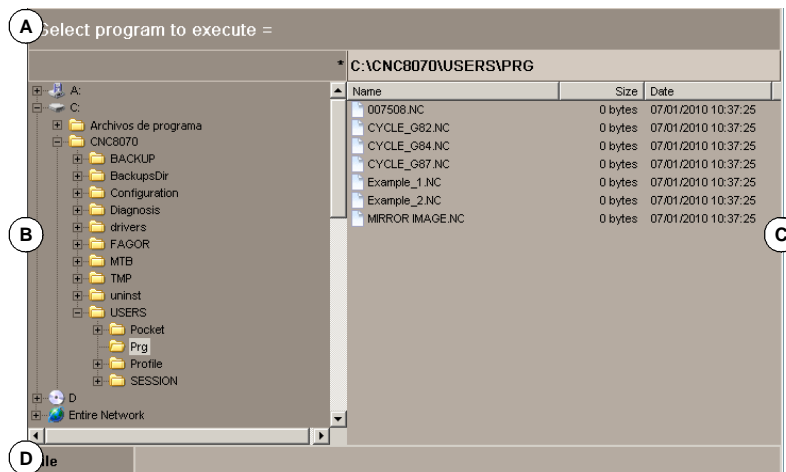 A
Select program to execute =
*
C:\CNC8070\USERS\PRG
A:
C:
Archivos de programa
CNC8070
BACKUP
BackupsDir
Configuration
Diagnosis
drivers
FAGOR
MTB
TMP
uninst
USERS
Pocket
Prg
Profile
SESSION
D
Entire Network
B
Name Size Date
007508.NC 0 bytes 07/01/2010 10:37:25
CYCLE_G82.NC 0 bytes 07/01/2010 10:37:25
CYCLE_G84.NC 0 bytes 07/01/2010 10:37:25
CYCLE_G87.NC 0 bytes 07/01/2010 10:37:25
Example_1.NC 0 bytes 07/01/2010 10:37:25
Example_2.NC 0 bytes 07/01/2010 10:37:25
MIRROR IMAGE.NC 0 bytes 07/01/2010 10:37:25
C
D